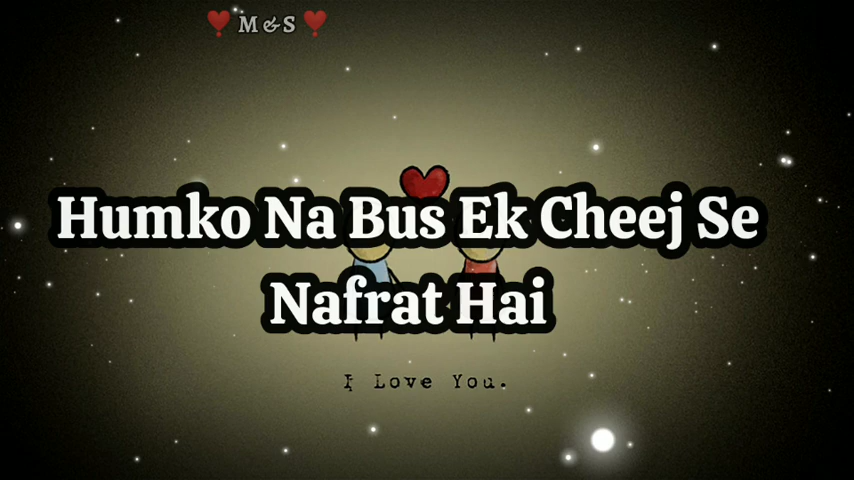 ❣️ M & S ❣️
Humko Na Bus Ek Cheej Se
Nafrat Hai
I Love You.